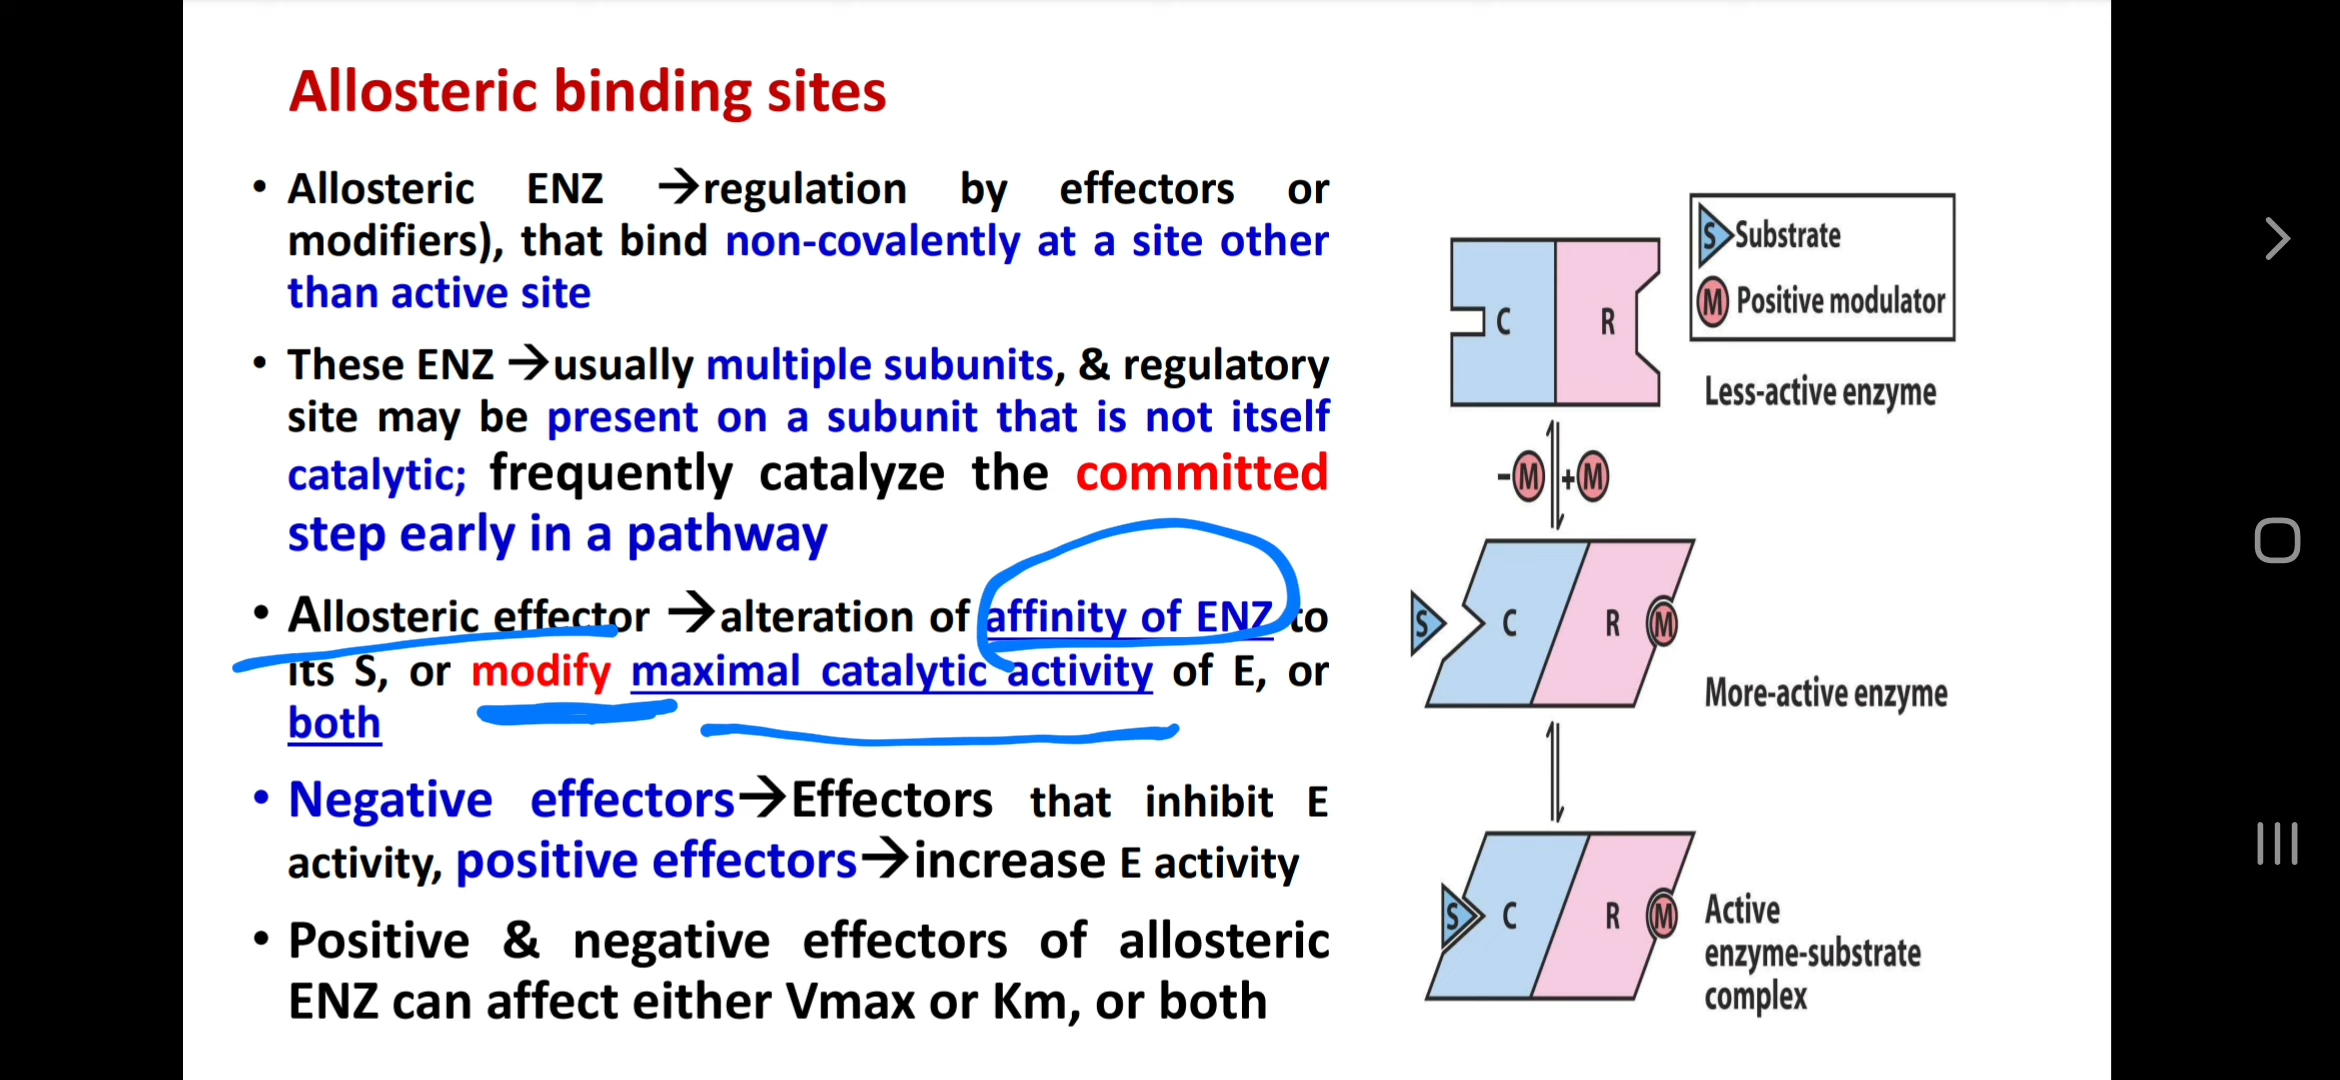 Allosteric binding sites
• Allosteric ENZ →regulation by effectors or
modifiers), that bind non-covalently at a site other
than active site
• These ENZ →usually multiple subunits, & regulatory
site may be present on a subunit that is not itself
catalytic; frequently catalyze the committed
step early in a pathway
• Allosteric effector →alteration of affinity of ENZ to
its S, or modify maximal catalytic activity of E, or
both
• Negative effectors→Effectors that inhibit E
activity, positive effectors→increase E activity
• Positive & negative effectors of allosteric
ENZ can affect either Vmax or Km, or both
S Substrate
M Positive modulator
C R
Less-active enzyme
-M +M
S C R M
More-active enzyme
S C R M
Active
enzyme-substrate
complex